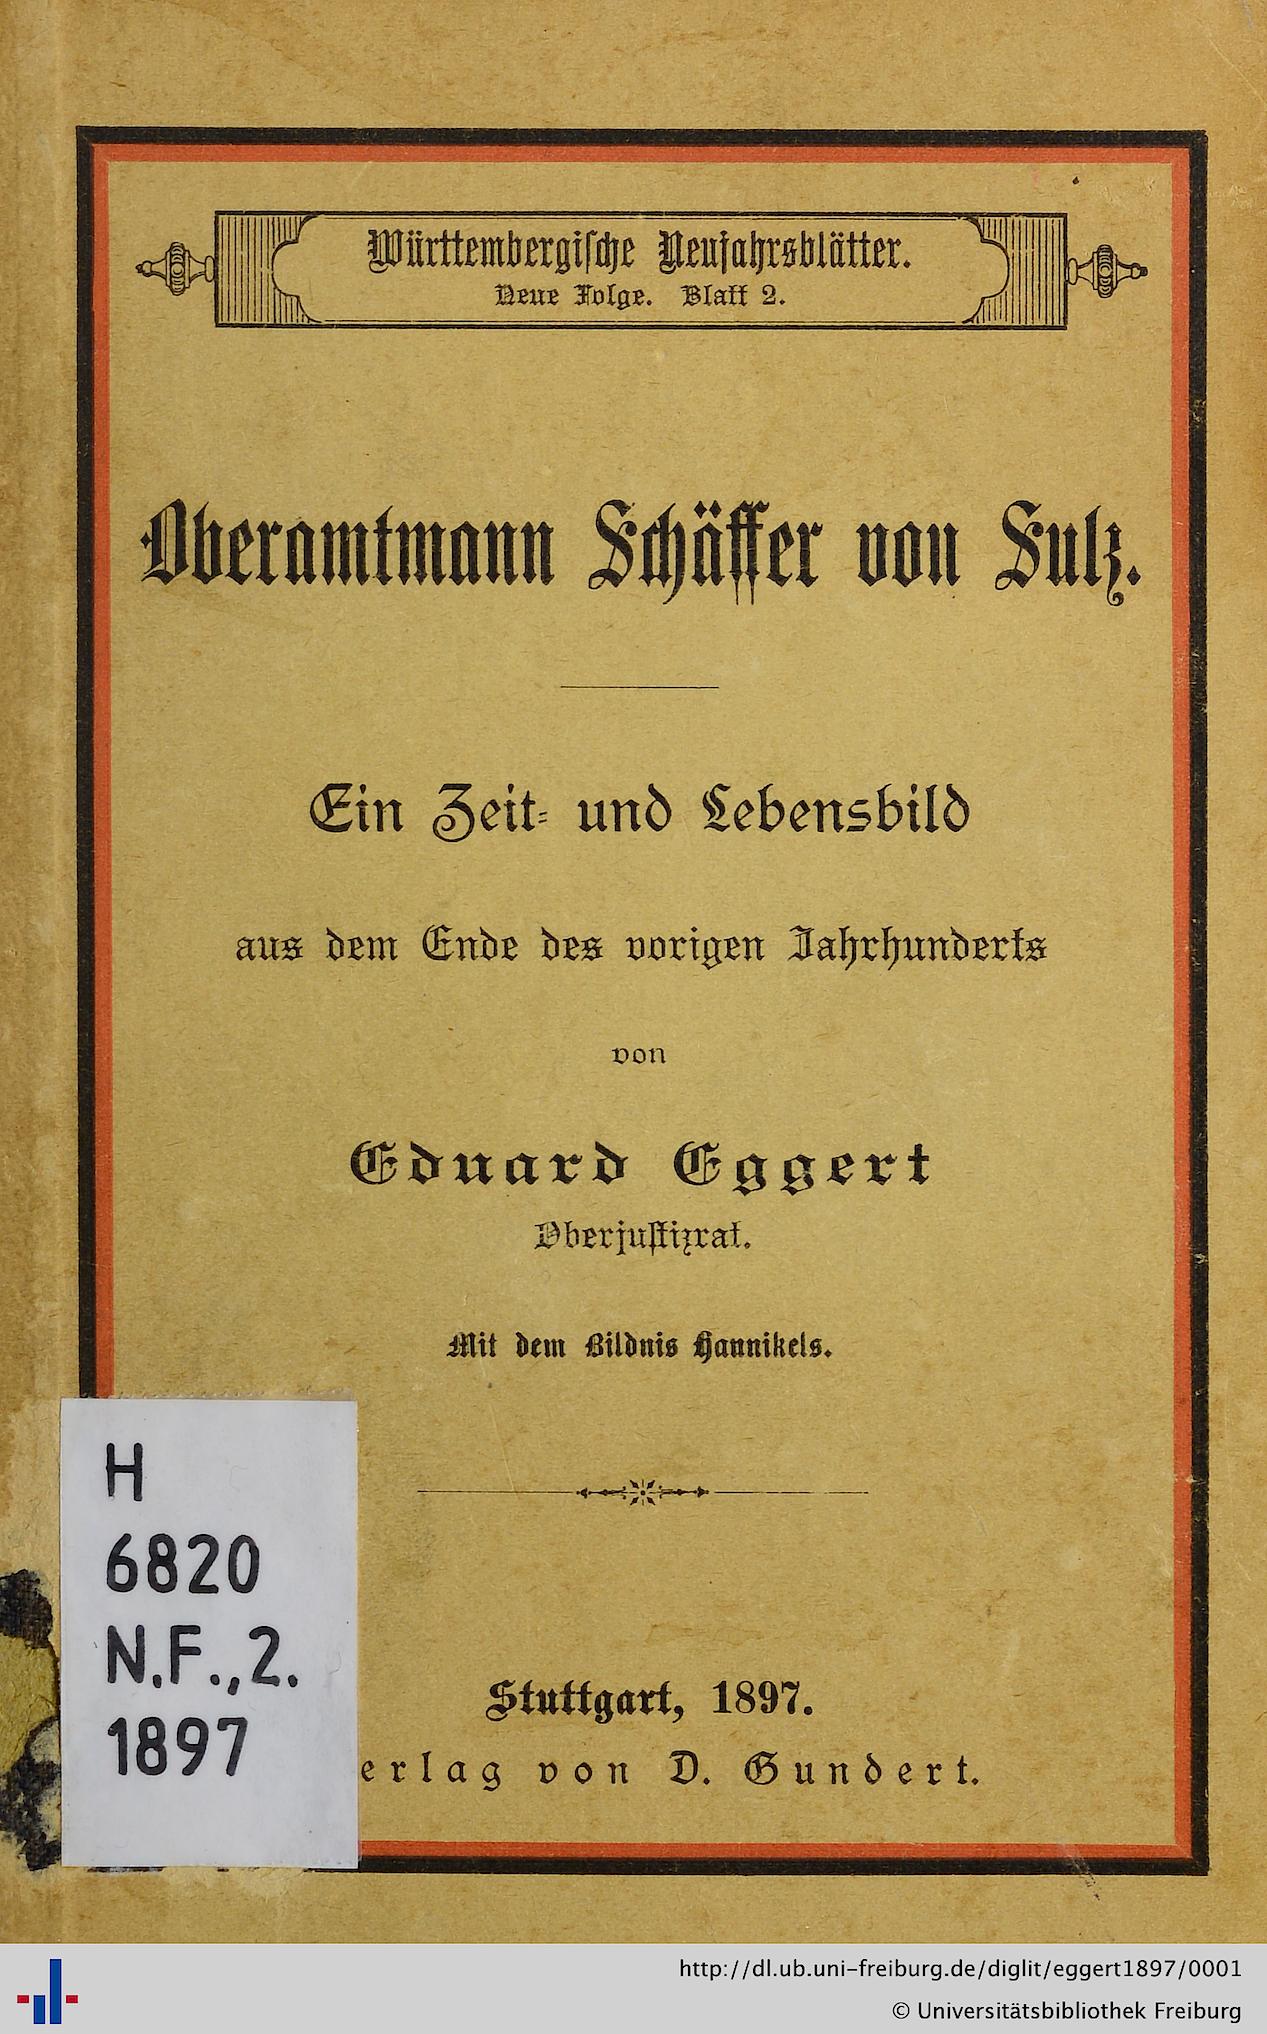 Württembergische Neujahrsblätter.
Neue Folge. Blatt 2.
Oberamtmann Schäffer von Sulz.
Ein Zeit- und Lebensbild
aus dem Ende des vorigen Jahrhunderts
von
Eduard Eggert
Oberjustizrat.
Mit dem Bildnis Hannikels.
H
6820
N.F.,2.
1897
Stuttgart, 1897.
erlag von D. Gundert.
http://dl.ub.uni-freiburg.de/diglit/eggert1897/0001
© Universitätsbibliothek Freiburg